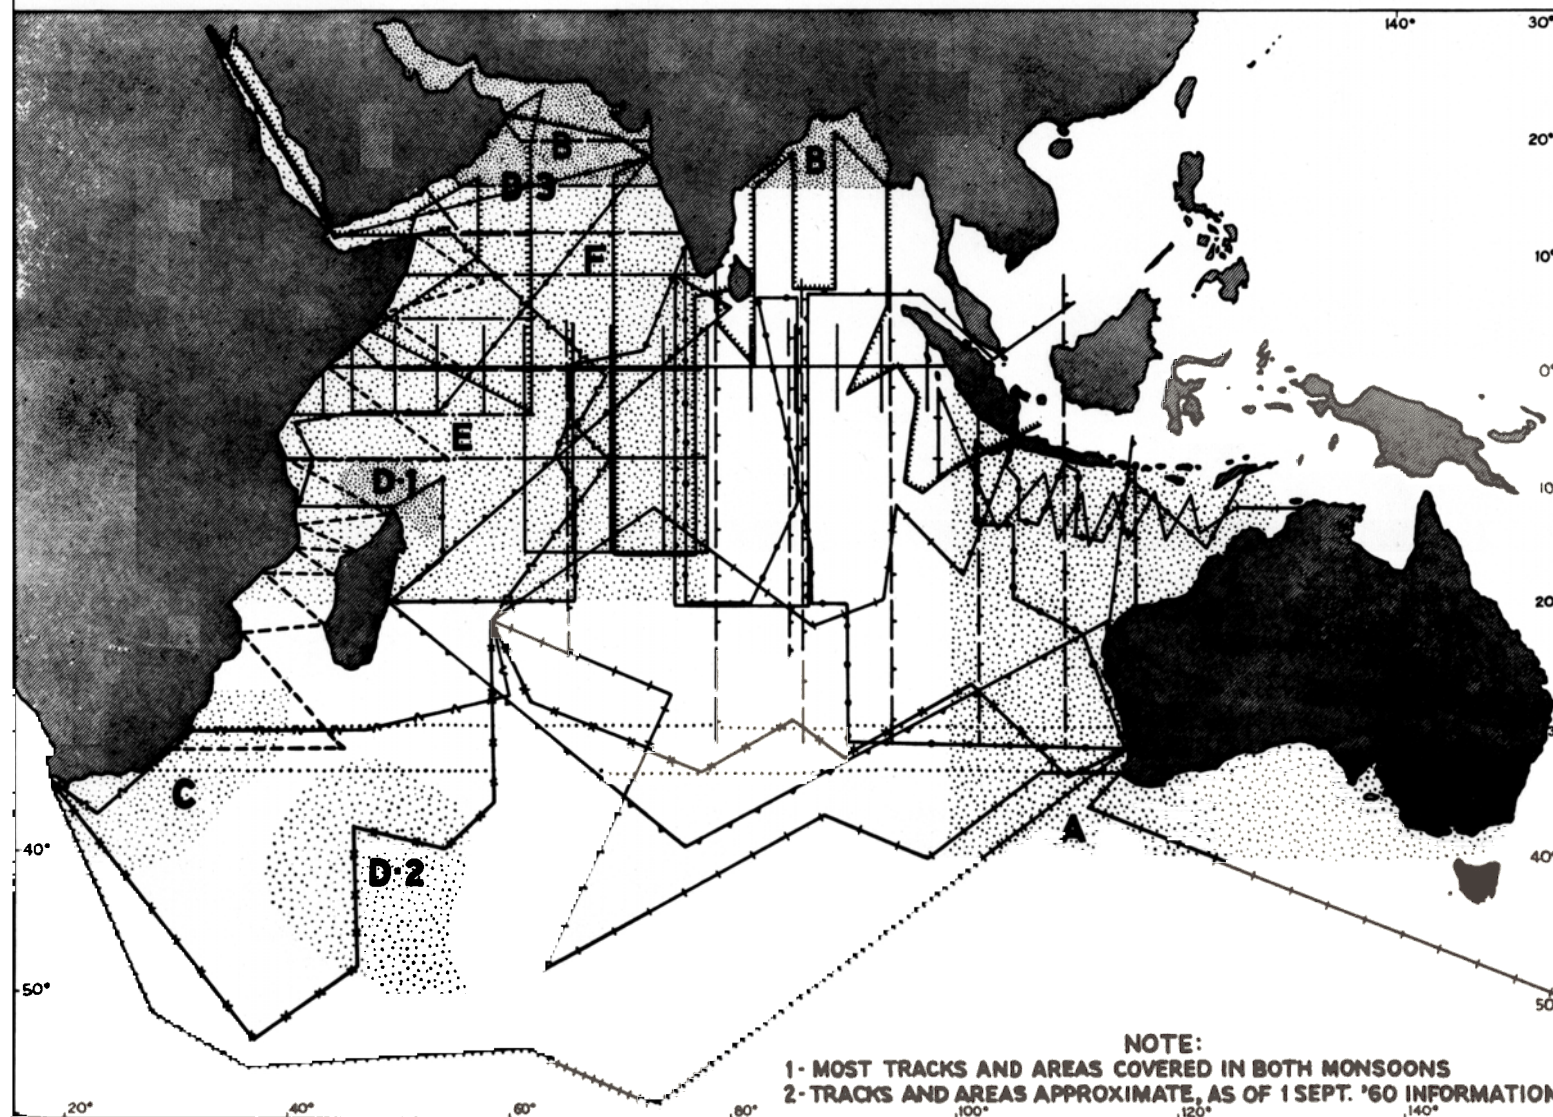 140°
30°
20°
B
B
D-3
10°
F
0°
E
D-1
10
20
30
C
A
40°
40°
D-2
50°
50
NOTE:
1- MOST TRACKS AND AREAS COVERED IN BOTH MONSOONS
2- TRACKS AND AREAS APPROXIMATE, AS OF 1 SEPT. '60 INFORMATION
20°
40°
60°
80°
100°
120°
140°